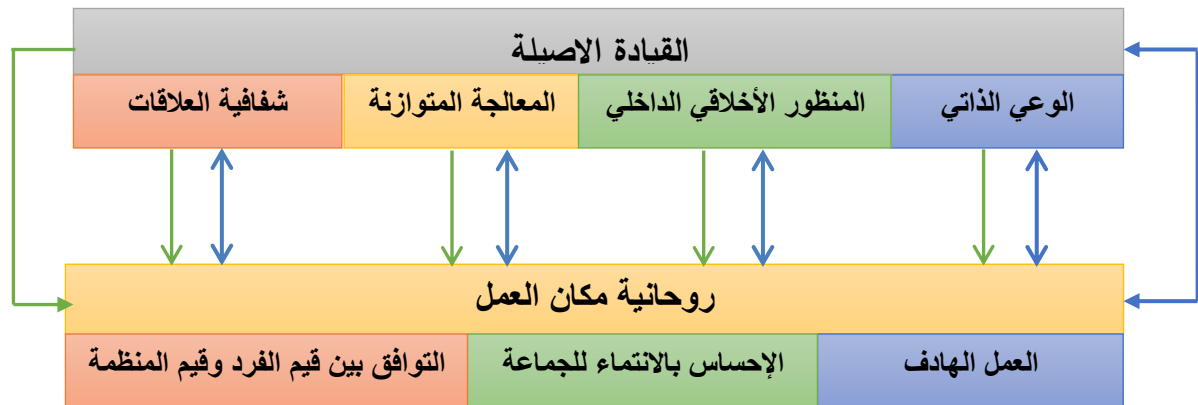 القيادة الاصيلة
الوعي الذاتي
المنظور الأخلاقي الداخلي
المعالجة المتوازنة
شفافية العلاقات
روحانية مكان العمل
العمل الهادف
الإحساس بالانتماء للجماعة
التوافق بين قيم الفرد وقيم المنظمة